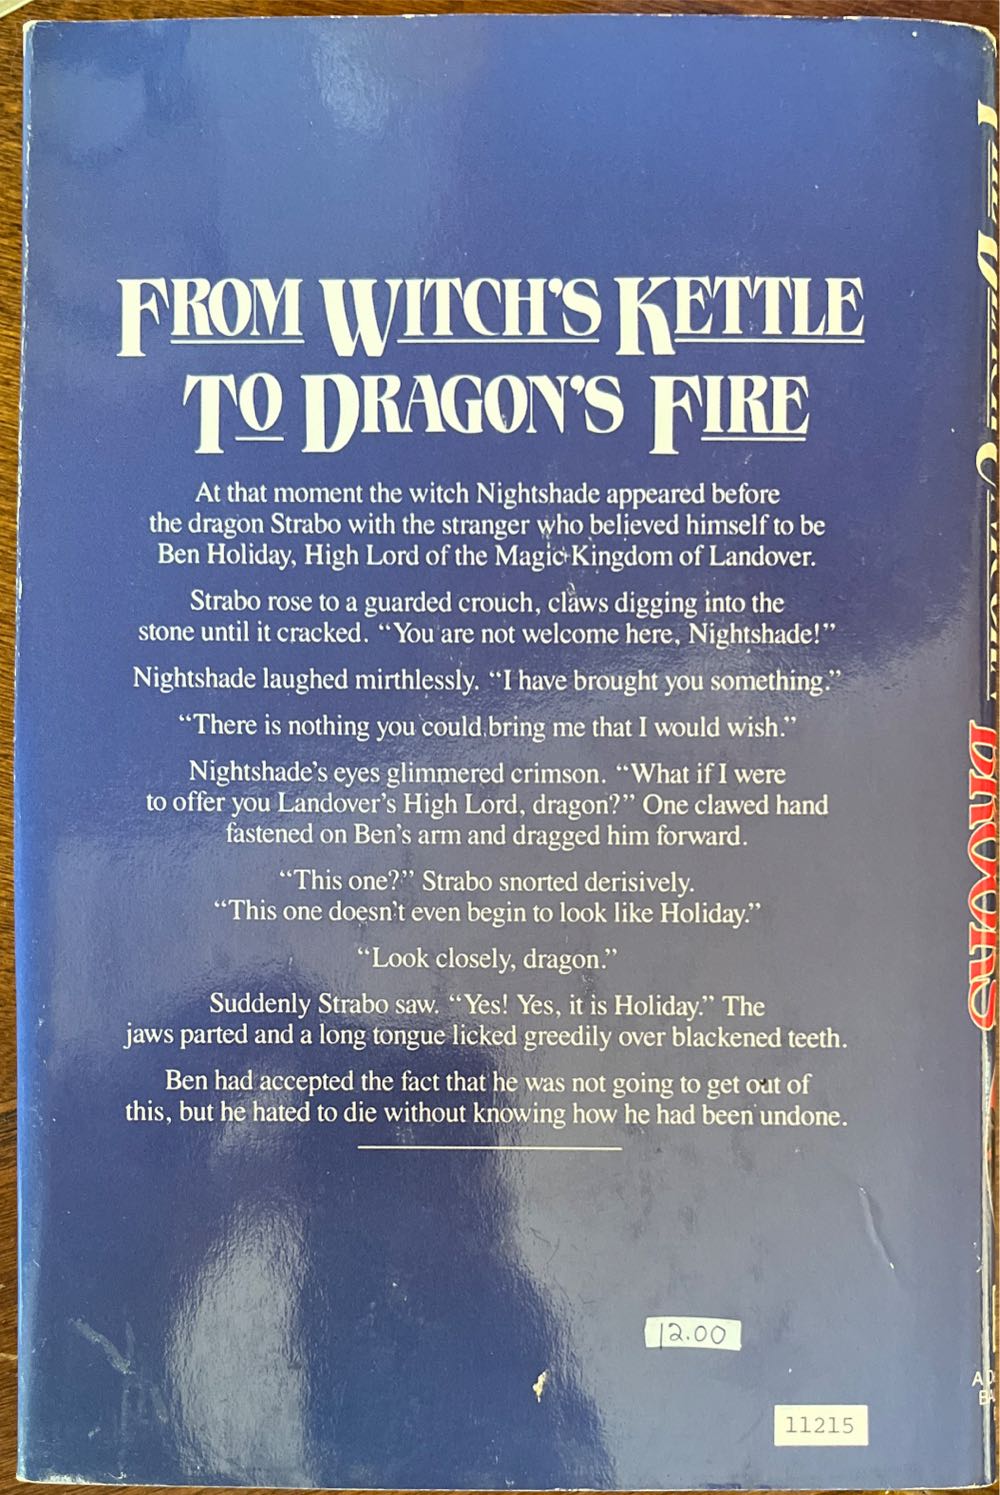 FROM WITCH'S KETTLE
TO DRAGON'S FIRE
At that moment the witch Nightshade appeared before
the dragon Strabo with the stranger who believed himself to be
Ben Holiday, High Lord of the Magic Kingdom of Landover.
Strabo rose to a guarded crouch, claws digging into the
stone until it cracked. “You are not welcome here, Nightshade!”
Nightshade laughed mirthlessly. “I have brought you something.”
“There is nothing you could bring me that I would wish.”
Nightshade's eyes glimmered crimson. “What if I were
to offer you Landover's High Lord, dragon?” One clawed hand
fastened on Ben's arm and dragged him forward.
“This one?” Strabo snorted derisively.
“This one doesn't even begin to look like Holiday.”
“Look closely, dragon.”
Suddenly Strabo saw. “Yes! Yes, it is Holiday.” The
jaws parted and a long tongue licked greedily over blackened teeth.
Ben had accepted the fact that he was not going to get out of
this, but he hated to die without knowing how he had been undone.
12.00
11215
BROOKS